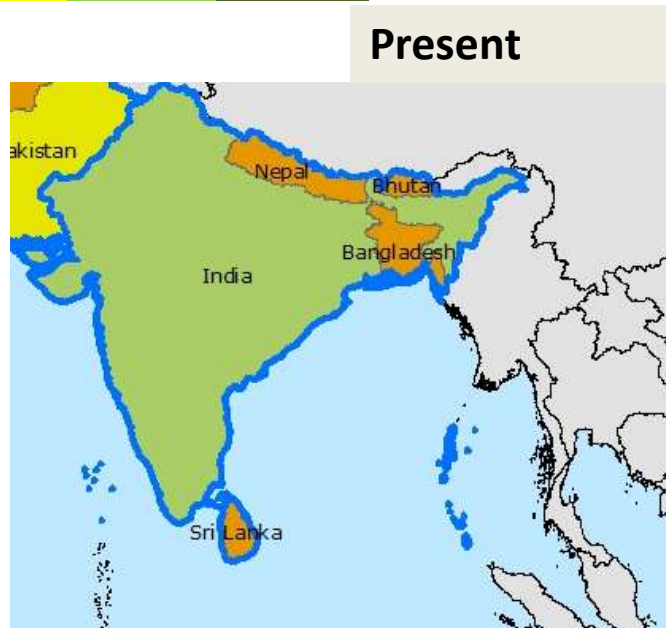 Present
akistan
Nepal
Bhutan
Bangladesh
India
Sri Lanka